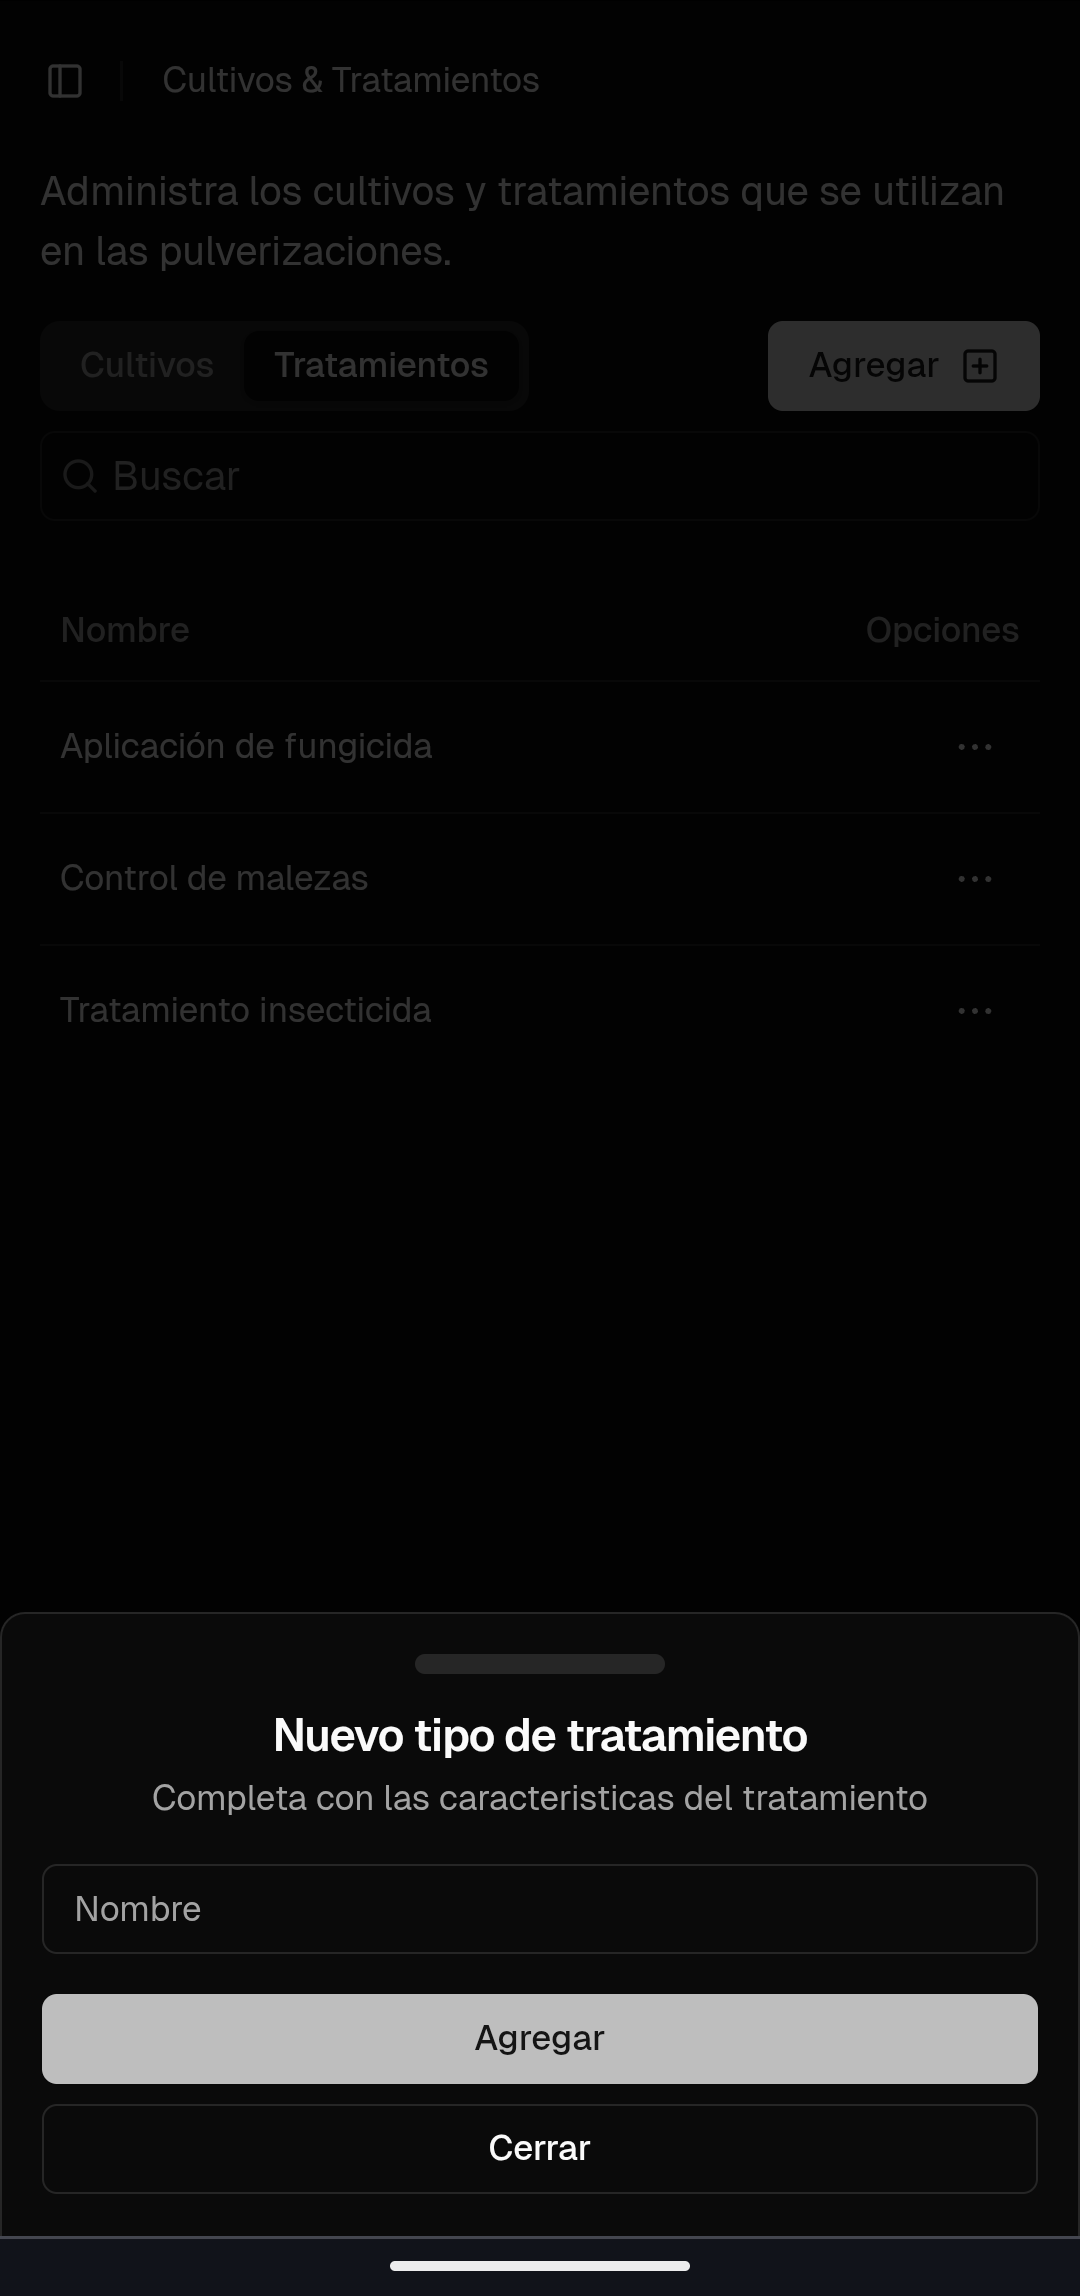 Cultivos & Tratamientos
Administra los cultivos y tratamientos que se utilizan
en las pulverizaciones.
Cultivos Tratamientos Agregar
Buscar
Nombre Opciones
Aplicación de fungicida
Control de malezas
Tratamiento insecticida
Nuevo tipo de tratamiento
Completa con las caracteristicas del tratamiento
Nombre
Agregar
Cerrar